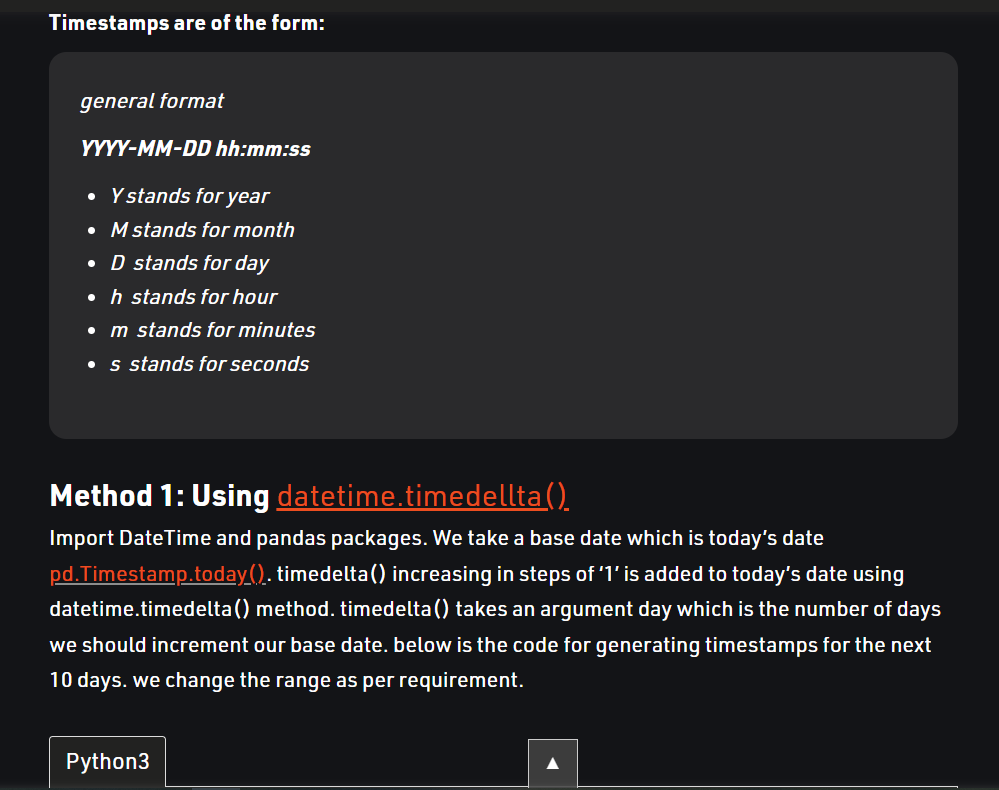 Timestamps are of the form:
general format
YYYY-MM-DD hh:mm:ss
• Y stands for year
• M stands for month
• D  stands for day
• h  stands for hour
• m  stands for minutes
• s  stands for seconds
Method 1: Using datetime.timedellta()
Import DateTime and pandas packages. We take a base date which is today’s date
pd.Timestamp.today(). timedelta() increasing in steps of ‘1’ is added to today’s date using
datetime.timedelta() method. timedelta() takes an argument day which is the number of days
we should increment our base date. below is the code for generating timestamps for the next
10 days. we change the range as per requirement.
Python3
▲